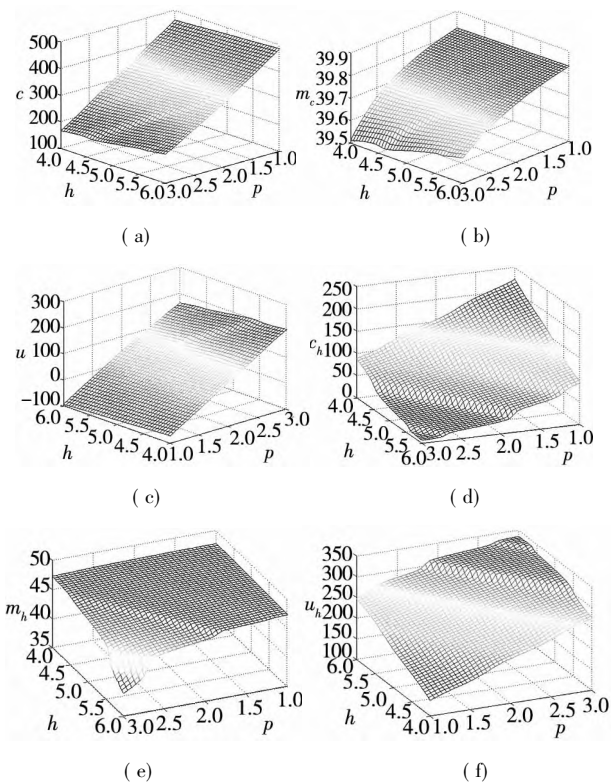 500
400
c 300
200
100
4.0 4.5 5.0 5.5 6.0
h
3.0 2.5 2.0 1.5 1.0
p
(a)
39.9
39.8
m_c 39.7
39.6
39.5
4.0 4.5 5.0 5.5 6.0
h
3.0 2.5 2.0 1.5 1.0
p
(b)
300
200
u 100
0
-100
6.0 5.5 5.0 4.5 4.0
h
1.0 1.5 2.0 2.5 3.0
p
(c)
250
200
150
c_h 100
50
0
4.0 4.5 5.0 5.5 6.0
h
3.0 2.5 2.0 1.5 1.0
p
(d)
50
45
m_h 40
35
4.0 4.5 5.0 5.5 6.0
h
3.0 2.5 2.0 1.5 1.0
p
(e)
350
300
250
u_h 200
150
100
6.0 5.5 5.0 4.5 4.0
h
1.0 1.5 2.0 2.5 3.0
p
(f)